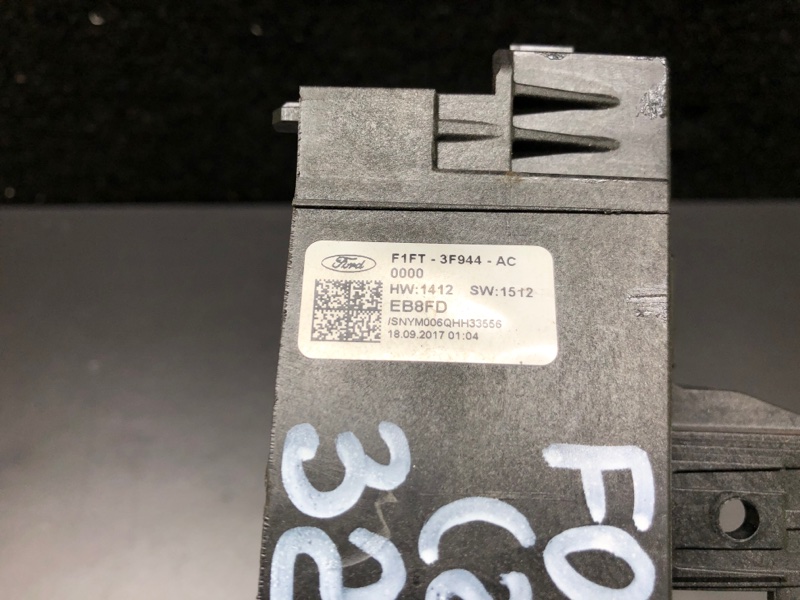 Ford F1FT - 3F944 - AC
0000
HW:1412 SW:1512
EB8FD
/SNYM006QHH33556
18.09.2017 01:04